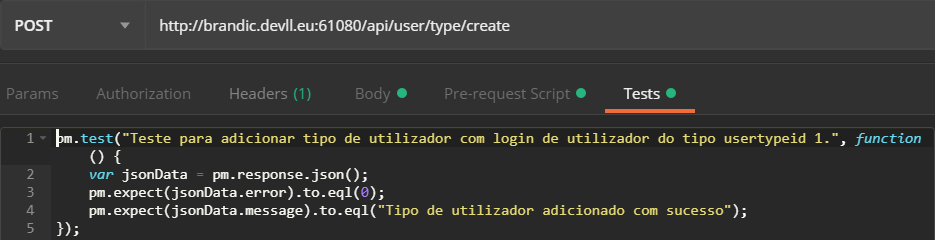 POST http://brandic.devll.eu:61080/api/user/type/create
Params Authorization Headers (1) Body Pre-request Script Tests
1 pm.test("Teste para adicionar tipo de utilizador com login de utilizador do tipo usertypeid 1.", function
() {
2 var jsonData = pm.response.json();
3 pm.expect(jsonData.error).to.eql(0);
4 pm.expect(jsonData.message).to.eql("Tipo de utilizador adicionado com sucesso");
5 });